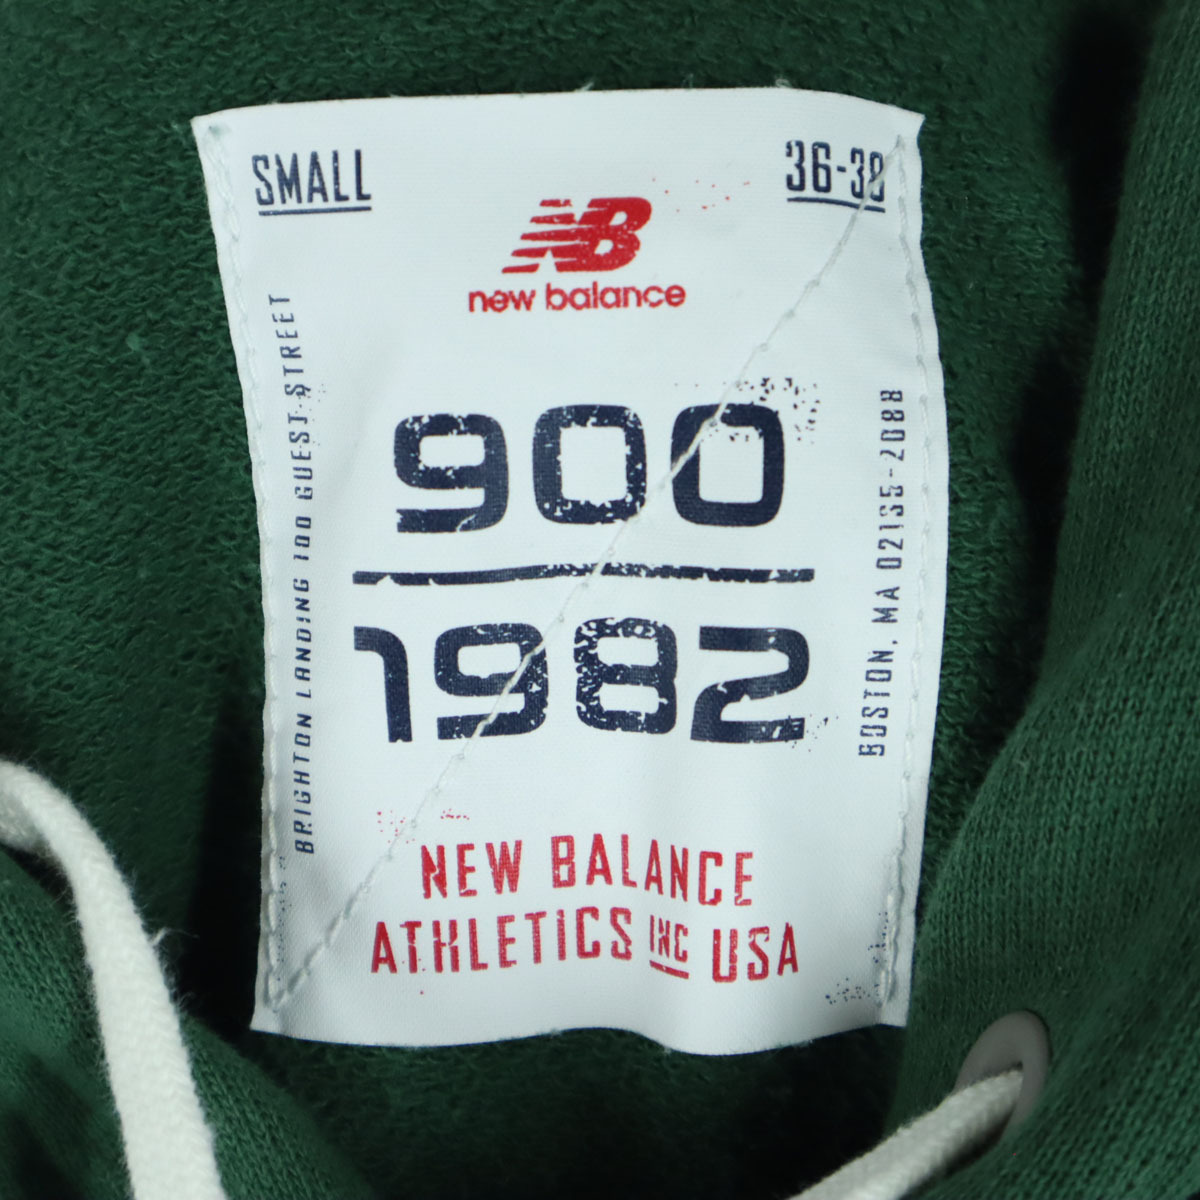 SMALL
36-38
NB
new balance
BRIGHTON LANDING 100 GUEST STREET
900
1982
BOSTON, MA 02135-2088
NEW BALANCE
ATHLETICS INC USA